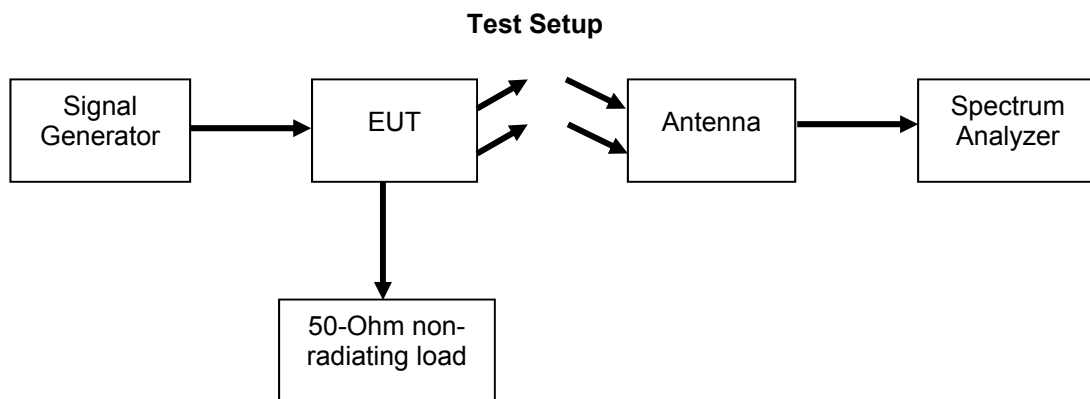 Test Setup
Signal
Generator
EUT
Antenna
Spectrum
Analyzer
50-Ohm non-
radiating load